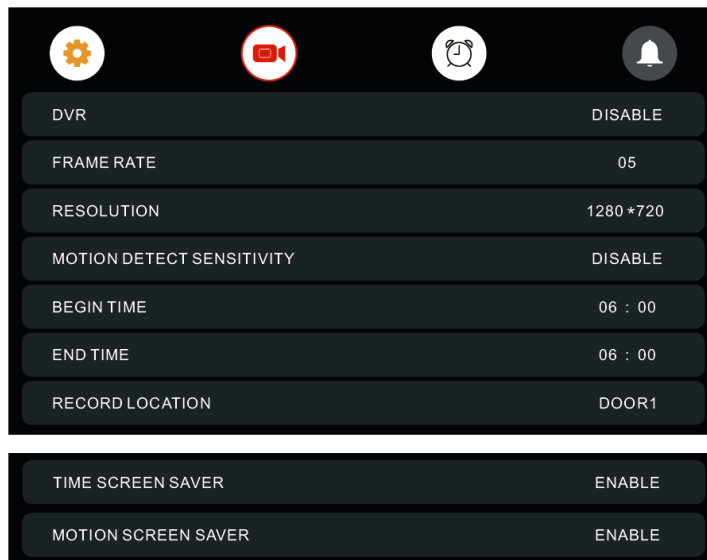 DVR DISABLE
FRAME RATE 05
RESOLUTION 1280*720
MOTION DETECT SENSITIVITY DISABLE
BEGIN TIME 06 : 00
END TIME 06 : 00
RECORD LOCATION DOOR1
TIME SCREEN SAVER ENABLE
MOTION SCREEN SAVER ENABLE